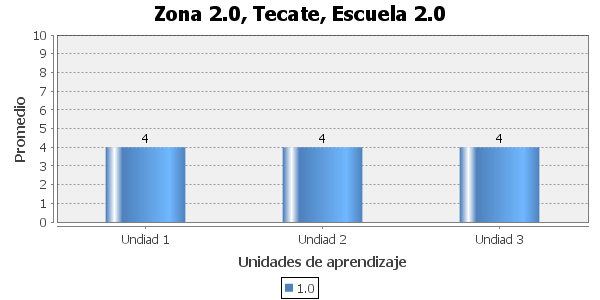 Zona 2.0, Tecate, Escuela 2.0
Promedio
10
9
8
7
6
5
4
3
2
1
0
4
4
4
Undiad 1
Undiad 2
Undiad 3
Unidades de aprendizaje
1.0